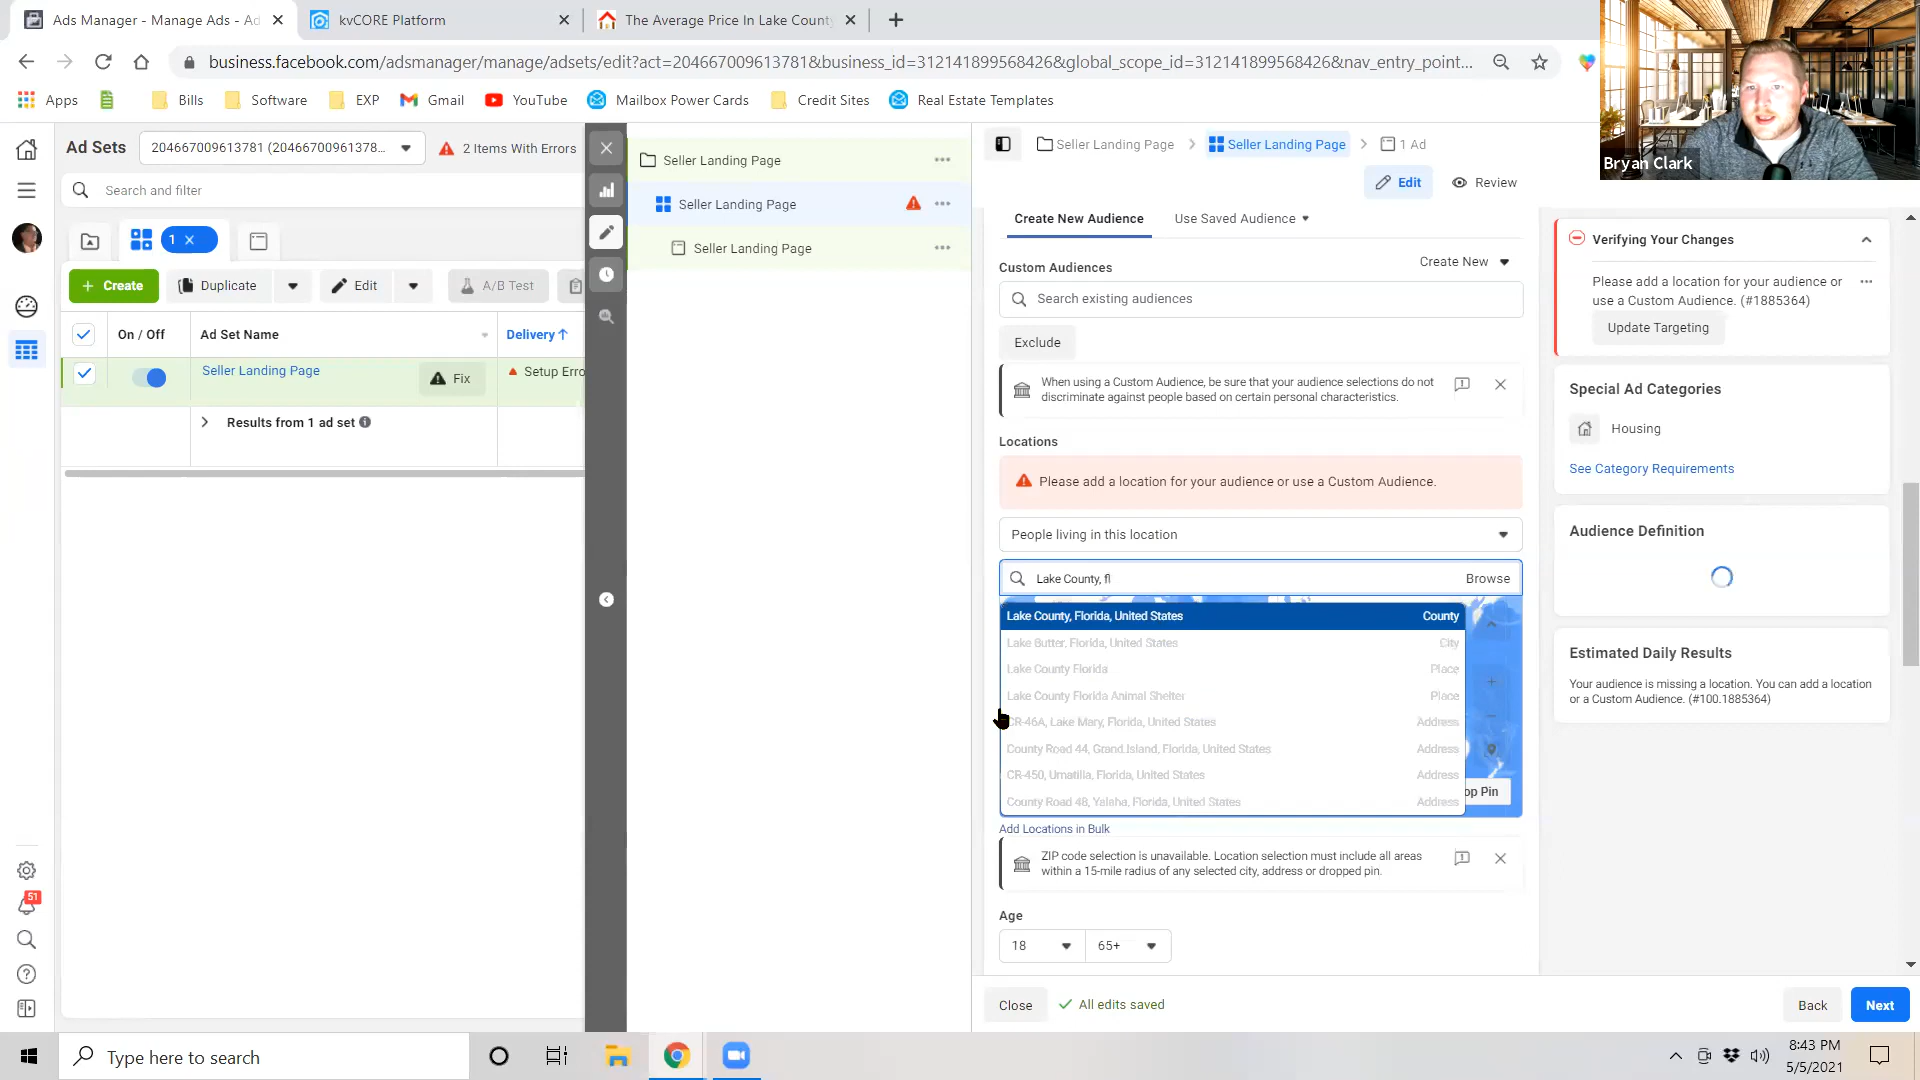 Ads Manager - Manage Ads - Ad
kvCORE Platform
The Average Price In Lake County
business.facebook.com/adsmanager/manage/adsets/edit?act=204667009613781&business_id=312141899568426&global_scope_id=312141899568426&nav_entry_point...
Apps
Bills
Software
EXP
Gmail
YouTube
Mailbox Power Cards
Credit Sites
Real Estate Templates
Bryan Clark
Ad Sets
204667009613781 (20466700961378...
2 Items With Errors
Search and filter
1
Create
Duplicate
Edit
A/B Test
On / Off
Ad Set Name
Delivery
Seller Landing Page
Fix
Setup Erro
Results from 1 ad set
Seller Landing Page
Seller Landing Page
Seller Landing Page
Seller Landing Page
Seller Landing Page
1 Ad
Edit
Review
Create New Audience
Use Saved Audience
Custom Audiences
Create New
Search existing audiences
Exclude
When using a Custom Audience, be sure that your audience selections do not
discriminate against people based on certain personal characteristics.
Locations
Please add a location for your audience or use a Custom Audience.
People living in this location
Lake County, fl
Browse
Lake County, Florida, United States County
Lake Butter, Florida, United States City
Lake County Florida Place
Lake County Florida Animal Shelter Place
CR-46A, Lake Mary, Florida, United States Address
County Road 44, Grand Island, Florida, United States Address
CR-450, Umatilla, Florida, United States Address
County Road 48, Yalaha, Florida, United States Address
op Pin
Add Locations in Bulk
ZIP code selection is unavailable. Location selection must include all areas
within a 15-mile radius of any selected city, address or dropped pin.
Age
18
65+
Close
All edits saved
Back
Next
Verifying Your Changes
Please add a location for your audience or
use a Custom Audience. (#1885364)
Update Targeting
Special Ad Categories
Housing
See Category Requirements
Audience Definition
Estimated Daily Results
Your audience is missing a location. You can add a location
or a Custom Audience. (#100.1885364)
51
Type here to search
8:43 PM
5/5/2021